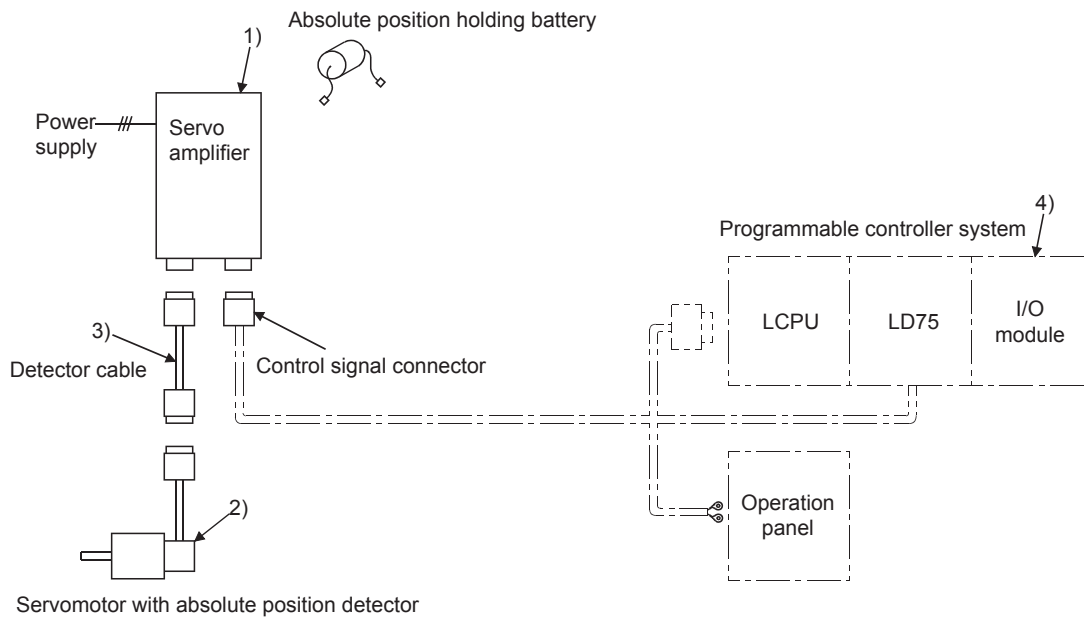 Absolute position holding battery
1)
Power
supply
Servo
amplifier
4)
Programmable controller system
LCPU
LD75
I/O
module
3)
Detector cable
Control signal connector
2)
Operation
panel
Servomotor with absolute position detector